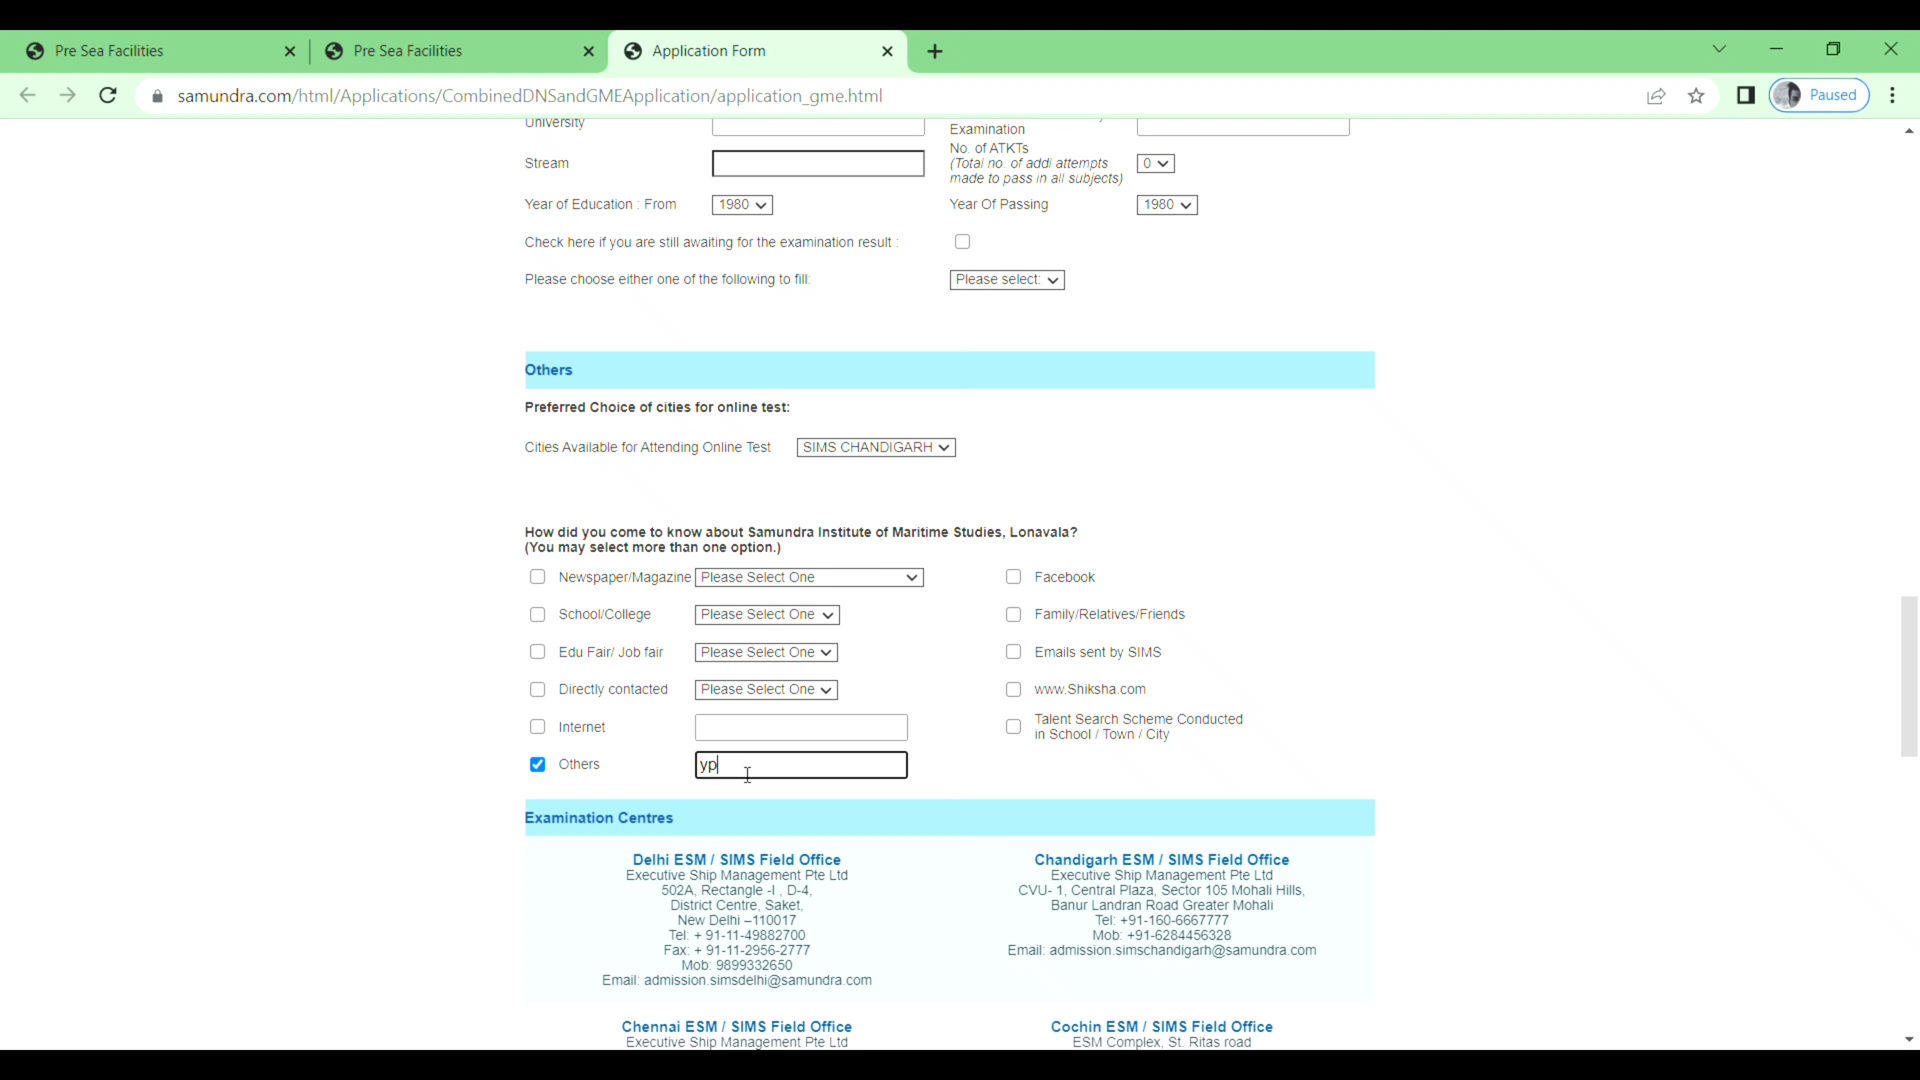 Pre Sea Facilities
Pre Sea Facilities
Application Form
samundra.com/html/Applications/CombinedDNSandGMEApplication/application_gme.html
Paused
University
Examination
Stream
No. of ATKTs
(Total no. of addi attempts
made to pass in all subjects)
0
Year of Education : From
1980
Year Of Passing
1980
Check here if you are still awaiting for the examination result :
Please choose either one of the following to fill:
Please select:
Others
Preferred Choice of cities for online test:
Cities Available for Attending Online Test
SIMS CHANDIGARH
How did you come to know about Samundra Institute of Maritime Studies, Lonavala?
(You may select more than one option.)
Newspaper/Magazine
Please Select One
Facebook
School/College
Please Select One
Family/Relatives/Friends
Edu Fair/ Job fair
Please Select One
Emails sent by SIMS
Directly contacted
Please Select One
www.Shiksha.com
Internet
Talent Search Scheme Conducted
in School / Town / City
Others
yp
Examination Centres
Delhi ESM / SIMS Field Office
Executive Ship Management Pte Ltd
502A, Rectangle -I , D-4,
District Centre, Saket,
New Delhi –110017
Tel: + 91-11-49882700
Fax: + 91-11-2956-2777
Mob: 9899332650
Email: admission.simsdelhi@samundra.com
Chandigarh ESM / SIMS Field Office
Executive Ship Management Pte Ltd
CVU- 1, Central Plaza, Sector 105 Mohali Hills,
Banur Landran Road Greater Mohali
Tel: +91-160-6667777
Mob: +91-6284456328
Email: admission.simschandigarh@samundra.com
Chennai ESM / SIMS Field Office
Executive Ship Management Pte Ltd
Cochin ESM / SIMS Field Office
ESM Complex, St. Ritas road